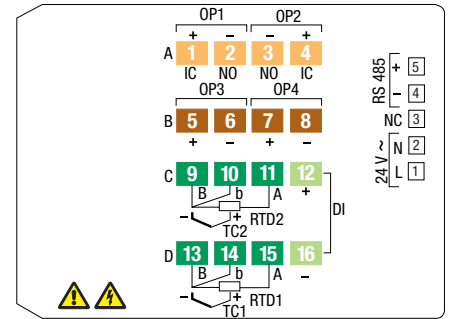 OP1 OP2
+ − − +
A 1 2 3 4
IC NO NO IC
OP3 OP4
B 5 6 7 8
+ − + −
C 9 10 11 12
B b A +
− + RTD2
TC2
DI
D 13 14 15 16
B b A −
− + RTD1
TC1
RS 485
+ 5
− 4
NC 3
24 V ~
N 2
L 1